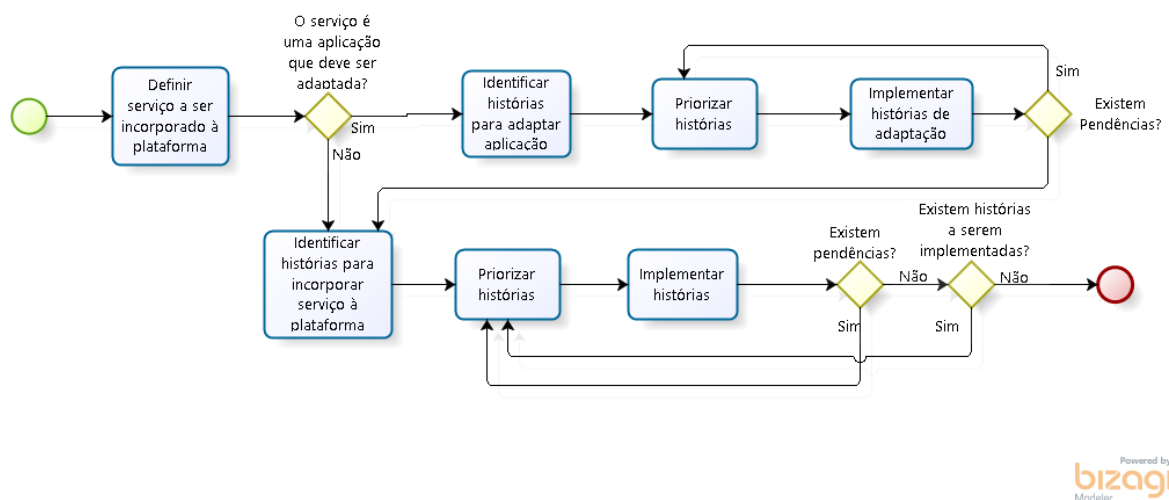 O serviço é
uma aplicação
que deve ser
adaptada?
Definir
serviço a ser
incorporado à
plataforma
Sim
Não
Identificar
histórias
para adaptar
aplicação
Priorizar
histórias
Implementar
histórias de
adaptação
Sim
Existem
Pendências?
Identificar
histórias para
incorporar
serviço à
plataforma
Priorizar
histórias
Implementar
histórias
Existem
pendências?
Não
Sim
Existem histórias
a serem
implementadas?
Não
Sim
Powered by
bizagi
Modeler